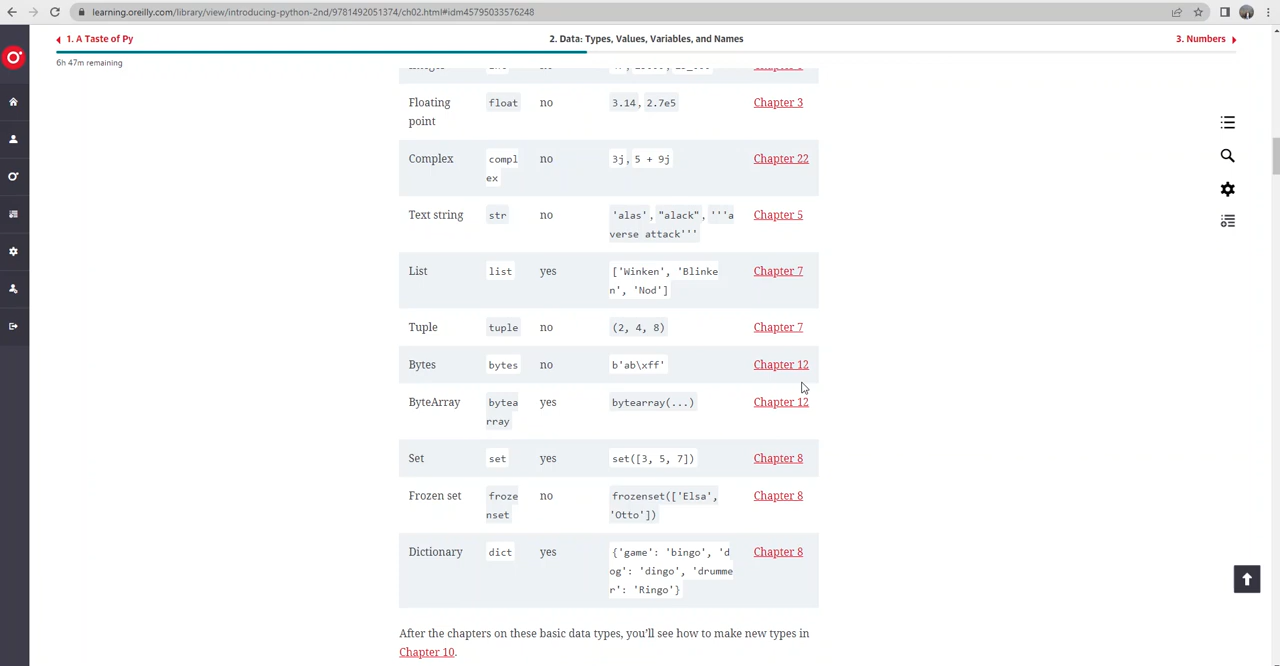 learning.oreilly.com/library/view/introducing-python-2nd/9781492051374/ch02.html#idm45795033576248
1. A Taste of Py
2. Data: Types, Values, Variables, and Names
3. Numbers
6h 47m remaining
Floating point
float
no
3.14, 2.7e5
Chapter 3
Complex
compl
ex
no
3j, 5 + 9j
Chapter 22
Text string
str
no
'alas', "alack", '''a
verse attack'''
Chapter 5
List
list
yes
['Winken', 'Blinke
n', 'Nod']
Chapter 7
Tuple
tuple
no
(2, 4, 8)
Chapter 7
Bytes
bytes
no
b'ab\xff'
Chapter 12
ByteArray
bytea
rray
yes
bytearray(...)
Chapter 12
Set
set
yes
set([3, 5, 7])
Chapter 8
Frozen set
froze
nset
no
frozenset(['Elsa',
'Otto'])
Chapter 8
Dictionary
dict
yes
{'game': 'bingo', 'd
og': 'dingo', 'drumme
r': 'Ringo'}
Chapter 8
After the chapters on these basic data types, you'll see how to make new types in
Chapter 10.